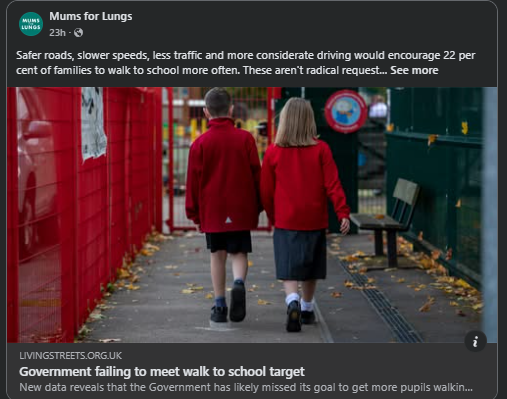 MUMS
for
LUNGS
Mums for Lungs
23h ·
Safer roads, slower speeds, less traffic and more considerate driving would encourage 22 per
cent of families to walk to school more often. These aren't radical request... See more
i
LIVINGSTREETS.ORG.UK
Government failing to meet walk to school target
New data reveals that the Government has likely missed its goal to get more pupils walkin...